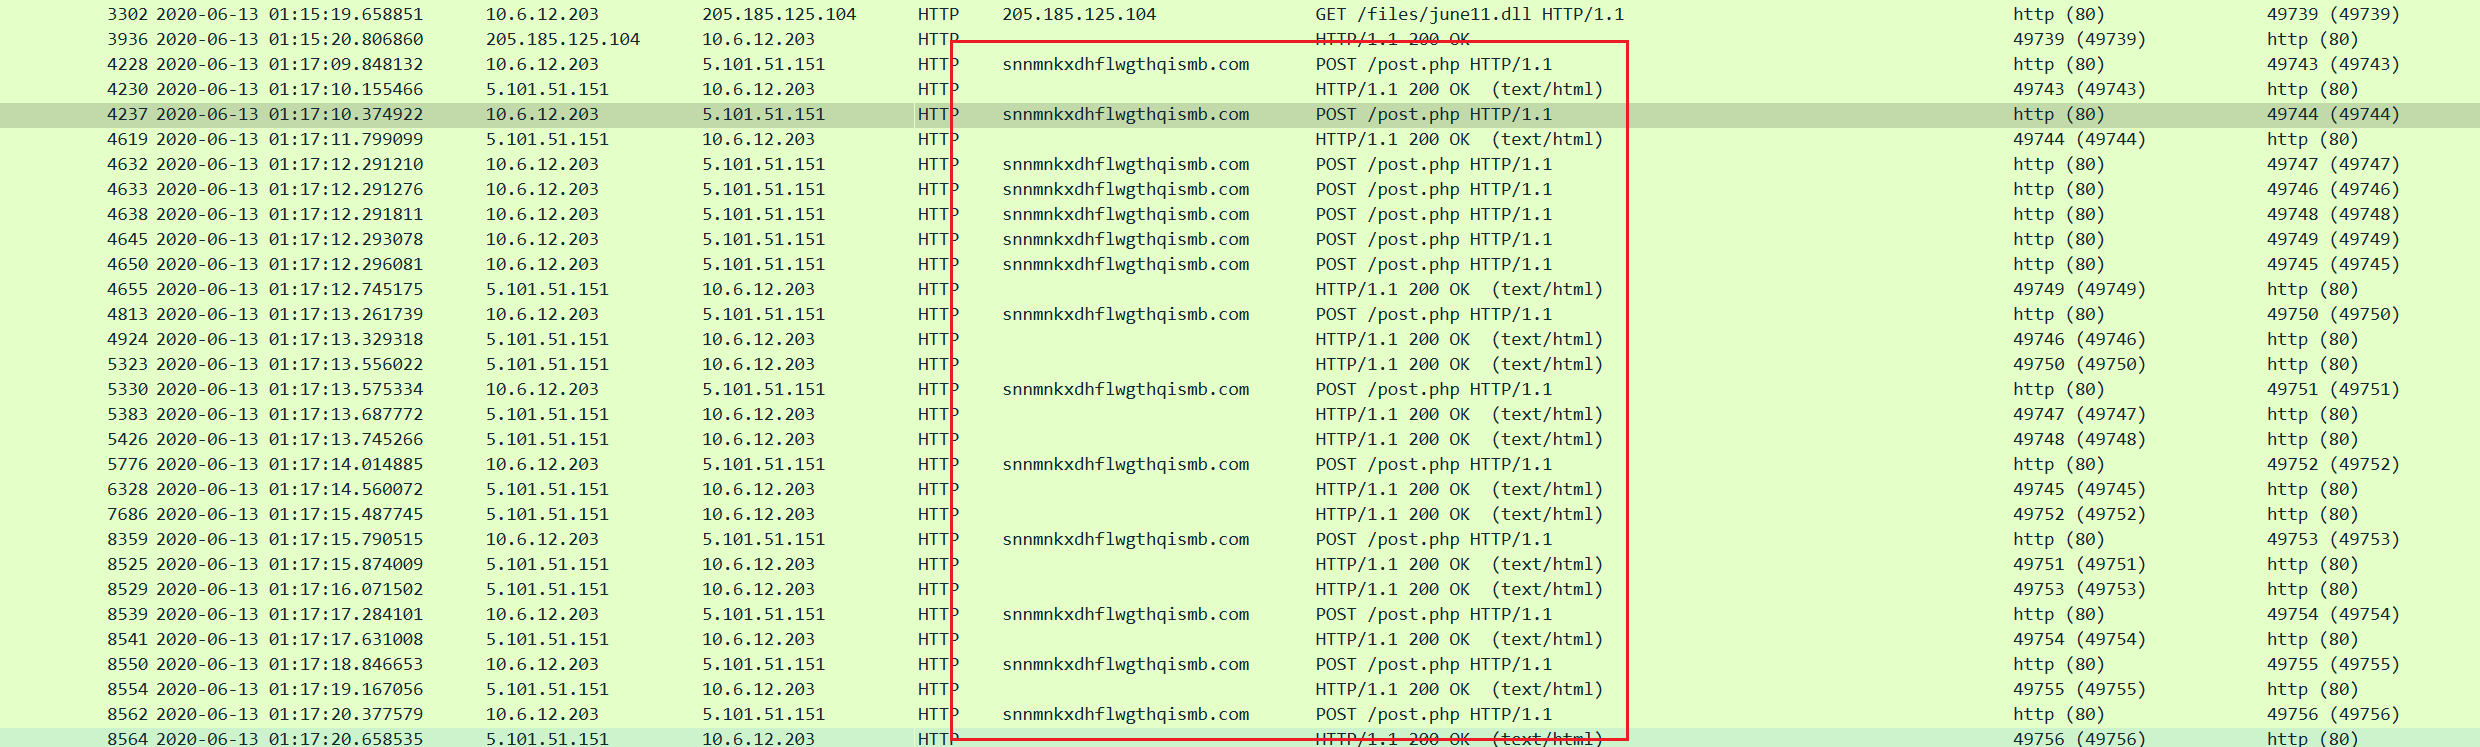 3302 2020-06-13 01:15:19.658851 10.6.12.203 205.185.125.104 HTTP 205.185.125.104 GET /files/june11.dll HTTP/1.1 http (80) 49739 (49739)
3936 2020-06-13 01:15:20.806860 205.185.125.104 10.6.12.203 HTTP HTTP/1.1 200 OK 49739 (49739) http (80)
4228 2020-06-13 01:17:09.848132 10.6.12.203 5.101.51.151 HTTP snnmnkxdhflwgthqismb.com POST /post.php HTTP/1.1 http (80) 49743 (49743)
4230 2020-06-13 01:17:10.155466 5.101.51.151 10.6.12.203 HTTP HTTP/1.1 200 OK (text/html) 49743 (49743) http (80)
4237 2020-06-13 01:17:10.374922 10.6.12.203 5.101.51.151 HTTP snnmnkxdhflwgthqismb.com POST /post.php HTTP/1.1 http (80) 49744 (49744)
4619 2020-06-13 01:17:11.799099 5.101.51.151 10.6.12.203 HTTP HTTP/1.1 200 OK (text/html) 49744 (49744) http (80)
4632 2020-06-13 01:17:12.291210 10.6.12.203 5.101.51.151 HTTP snnmnkxdhflwgthqismb.com POST /post.php HTTP/1.1 http (80) 49747 (49747)
4633 2020-06-13 01:17:12.291276 10.6.12.203 5.101.51.151 HTTP snnmnkxdhflwgthqismb.com POST /post.php HTTP/1.1 http (80) 49746 (49746)
4638 2020-06-13 01:17:12.291811 10.6.12.203 5.101.51.151 HTTP snnmnkxdhflwgthqismb.com POST /post.php HTTP/1.1 http (80) 49748 (49748)
4645 2020-06-13 01:17:12.293078 10.6.12.203 5.101.51.151 HTTP snnmnkxdhflwgthqismb.com POST /post.php HTTP/1.1 http (80) 49749 (49749)
4650 2020-06-13 01:17:12.296081 10.6.12.203 5.101.51.151 HTTP snnmnkxdhflwgthqismb.com POST /post.php HTTP/1.1 http (80) 49745 (49745)
4655 2020-06-13 01:17:12.745175 5.101.51.151 10.6.12.203 HTTP HTTP/1.1 200 OK (text/html) 49749 (49749) http (80)
4813 2020-06-13 01:17:13.261739 10.6.12.203 5.101.51.151 HTTP snnmnkxdhflwgthqismb.com POST /post.php HTTP/1.1 http (80) 49750 (49750)
4924 2020-06-13 01:17:13.329318 5.101.51.151 10.6.12.203 HTTP HTTP/1.1 200 OK (text/html) 49746 (49746) http (80)
5323 2020-06-13 01:17:13.556022 5.101.51.151 10.6.12.203 HTTP HTTP/1.1 200 OK (text/html) 49750 (49750) http (80)
5330 2020-06-13 01:17:13.575334 10.6.12.203 5.101.51.151 HTTP snnmnkxdhflwgthqismb.com POST /post.php HTTP/1.1 http (80) 49751 (49751)
5383 2020-06-13 01:17:13.687772 5.101.51.151 10.6.12.203 HTTP HTTP/1.1 200 OK (text/html) 49747 (49747) http (80)
5426 2020-06-13 01:17:13.745266 5.101.51.151 10.6.12.203 HTTP HTTP/1.1 200 OK (text/html) 49748 (49748) http (80)
5776 2020-06-13 01:17:14.014885 10.6.12.203 5.101.51.151 HTTP snnmnkxdhflwgthqismb.com POST /post.php HTTP/1.1 http (80) 49752 (49752)
6328 2020-06-13 01:17:14.560072 5.101.51.151 10.6.12.203 HTTP HTTP/1.1 200 OK (text/html) 49745 (49745) http (80)
7686 2020-06-13 01:17:15.487745 5.101.51.151 10.6.12.203 HTTP HTTP/1.1 200 OK (text/html) 49752 (49752) http (80)
8359 2020-06-13 01:17:15.790515 10.6.12.203 5.101.51.151 HTTP snnmnkxdhflwgthqismb.com POST /post.php HTTP/1.1 http (80) 49753 (49753)
8525 2020-06-13 01:17:15.874009 5.101.51.151 10.6.12.203 HTTP HTTP/1.1 200 OK (text/html) 49751 (49751) http (80)
8529 2020-06-13 01:17:16.071502 5.101.51.151 10.6.12.203 HTTP HTTP/1.1 200 OK (text/html) 49753 (49753) http (80)
8539 2020-06-13 01:17:17.284101 10.6.12.203 5.101.51.151 HTTP snnmnkxdhflwgthqismb.com POST /post.php HTTP/1.1 http (80) 49754 (49754)
8541 2020-06-13 01:17:17.631008 5.101.51.151 10.6.12.203 HTTP HTTP/1.1 200 OK (text/html) 49754 (49754) http (80)
8550 2020-06-13 01:17:18.846653 10.6.12.203 5.101.51.151 HTTP snnmnkxdhflwgthqismb.com POST /post.php HTTP/1.1 http (80) 49755 (49755)
8554 2020-06-13 01:17:19.167056 5.101.51.151 10.6.12.203 HTTP HTTP/1.1 200 OK (text/html) 49755 (49755) http (80)
8562 2020-06-13 01:17:20.377579 10.6.12.203 5.101.51.151 HTTP snnmnkxdhflwgthqismb.com POST /post.php HTTP/1.1 http (80) 49756 (49756)
8564 2020-06-13 01:17:20.658535 5.101.51.151 10.6.12.203 HTTP HTTP/1.1 200 OK (text/html) 49756 (49756) http (80)